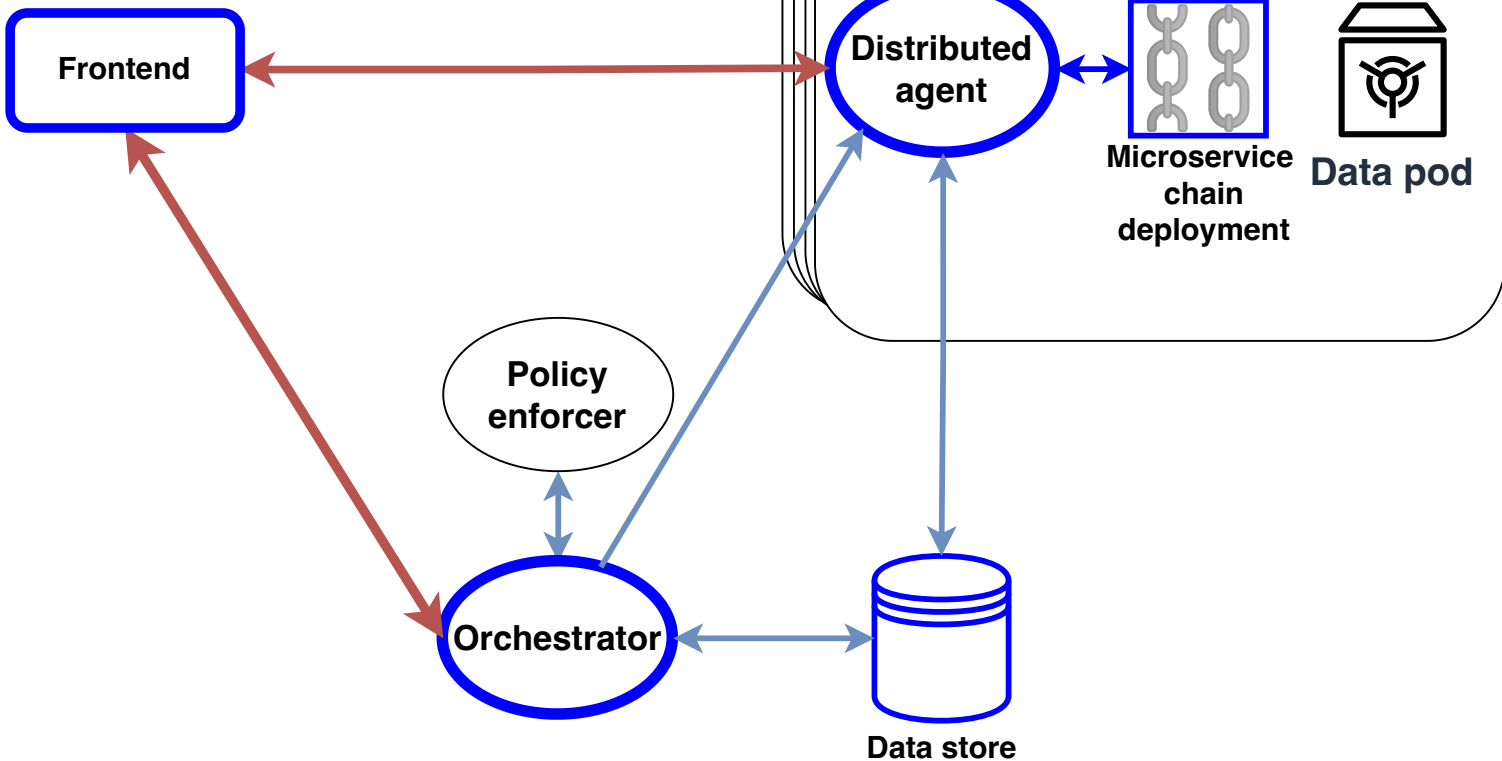 Frontend
Distributed
agent
Microservice
chain
deployment
Data pod
Policy
enforcer
Orchestrator
Data store